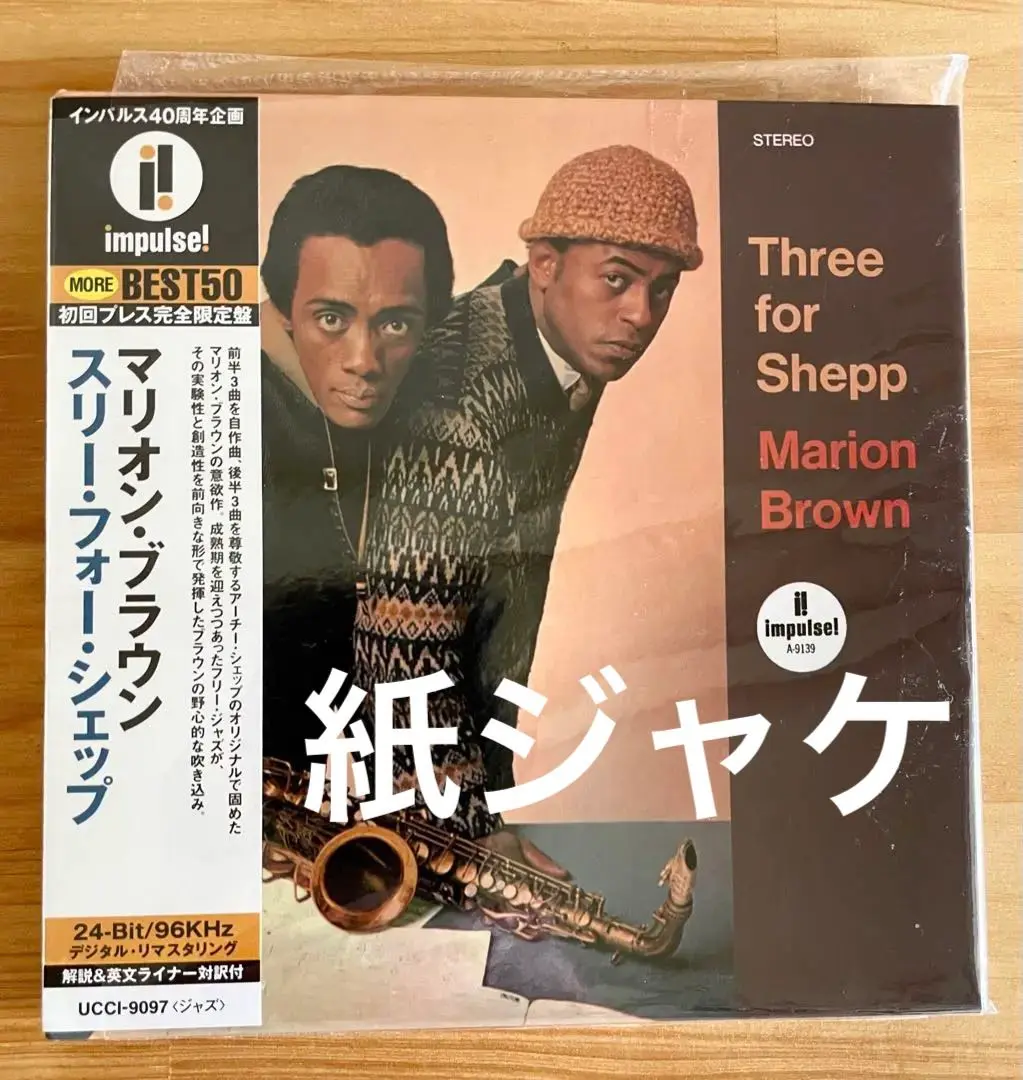 インパルス40周年企画
i!
impulse!
MORE BEST50
初回プレス完全限定盤
前半3曲を自作曲、後半3曲を尊敬するアーチー・シェップのオリジナルで固めた
マリオン・ブラウンの意欲作。成熟期を迎えつつあったフリー・ジャズが、
その実験性と創造性を前向きな形で発揮したブラウンの野心的な吹き込み。
マリオン・ブラウン
スリー・フォー・シェップ
24-Bit/96KHz
デジタル・リマスタリング
解説&英文ライナー対訳付
UCCI-9097〈ジャズ〉
STEREO
Three
for
Shepp
Marion
Brown
i!
impulse!
A-9139
紙ジャケ